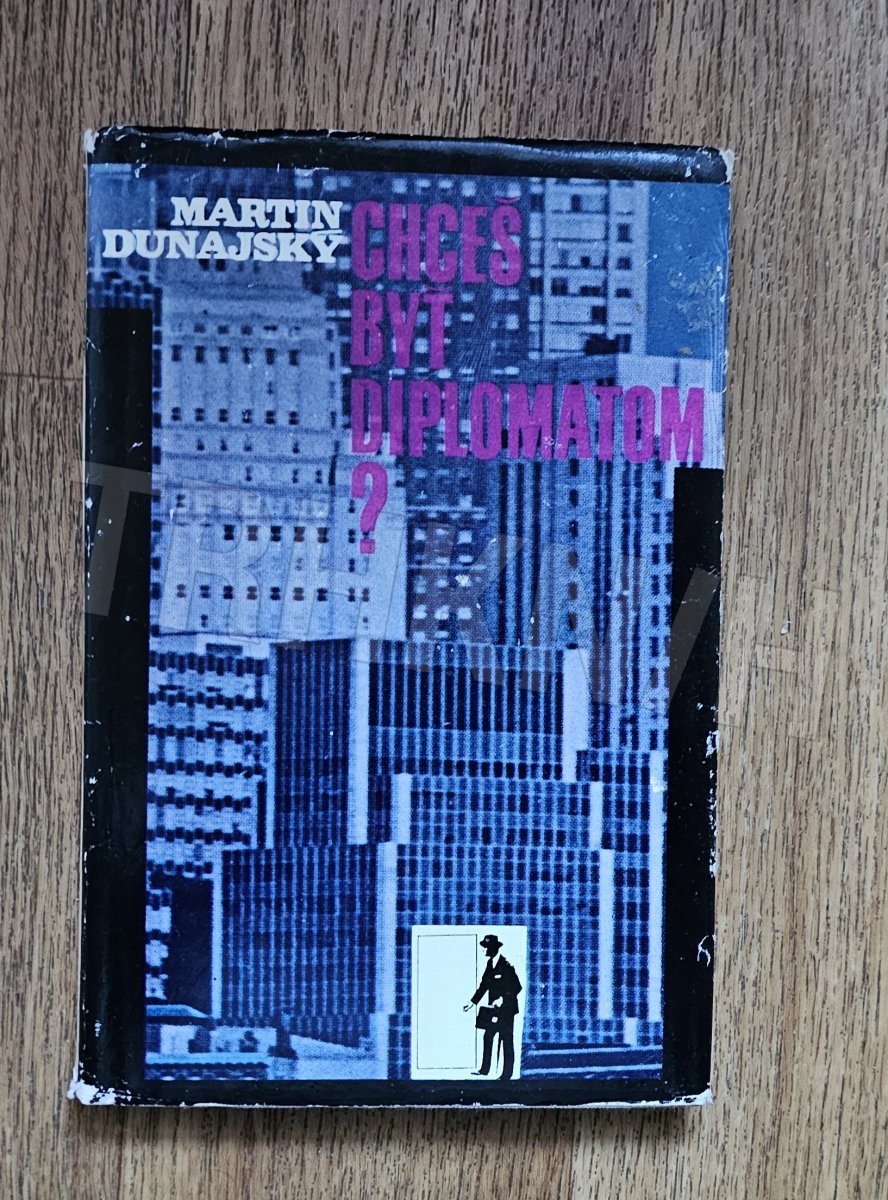 MARTIN
DUNAJSKÝ
CHCEŠ
BYŤ
DIPLOMATOM
?